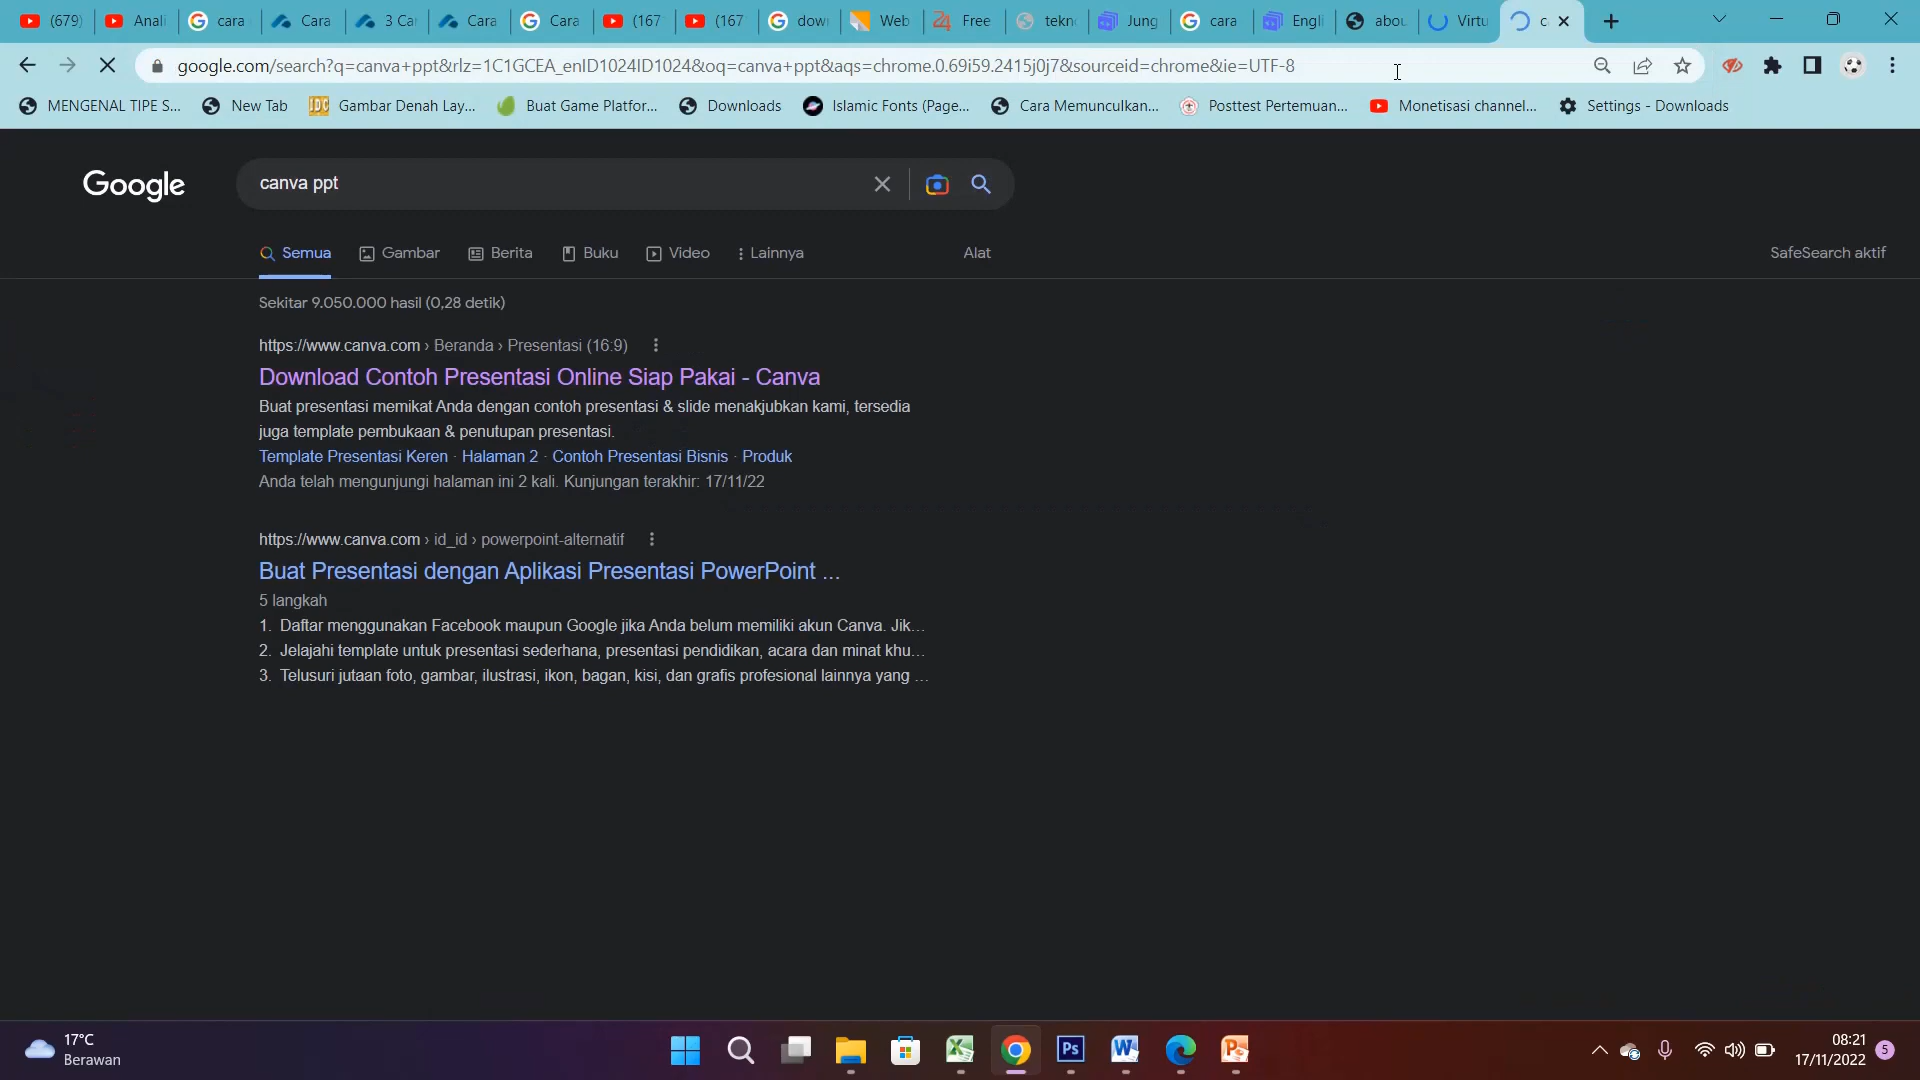 (679)
Anali
cara
Cara
3 Car
Cara
Cara
(167
(167
dow
Web
Free
tekn
Jung
cara
Engli
abou
Virtu
c
google.com/search?q=canva+ppt&rlz=1C1GCEA_enID1024ID1024&oq=canva+ppt&aqs=chrome.0.69i59.2415j0j7&sourceid=chrome&ie=UTF-8
MENGENAL TIPE S...
New Tab
Gambar Denah Lay...
Buat Game Platfor...
Downloads
Islamic Fonts (Page...
Cara Memunculkan...
Posttest Pertemuan...
Monetisasi channel...
Settings - Downloads
Google
canva ppt
Semua
Gambar
Berita
Buku
Video
Lainnya
Alat
SafeSearch aktif
Sekitar 9.050.000 hasil (0,28 detik)
https://www.canva.com › Beranda › Presentasi (16:9)
Download Contoh Presentasi Online Siap Pakai - Canva
Buat presentasi memikat Anda dengan contoh presentasi & slide menakjubkan kami, tersedia
juga template pembukaan & penutupan presentasi.
Template Presentasi Keren · Halaman 2 · Contoh Presentasi Bisnis · Produk
Anda telah mengunjungi halaman ini 2 kali. Kunjungan terakhir: 17/11/22
https://www.canva.com › id_id › powerpoint-alternatif
Buat Presentasi dengan Aplikasi Presentasi PowerPoint ...
5 langkah
1. Daftar menggunakan Facebook maupun Google jika Anda belum memiliki akun Canva. Jik...
2. Jelajahi template untuk presentasi sederhana, presentasi pendidikan, acara dan minat khu...
3. Telusuri jutaan foto, gambar, ilustrasi, ikon, bagan, kisi, dan grafis profesional lainnya yang ...
17°C
Berawan
Ps
08:21
17/11/2022
5